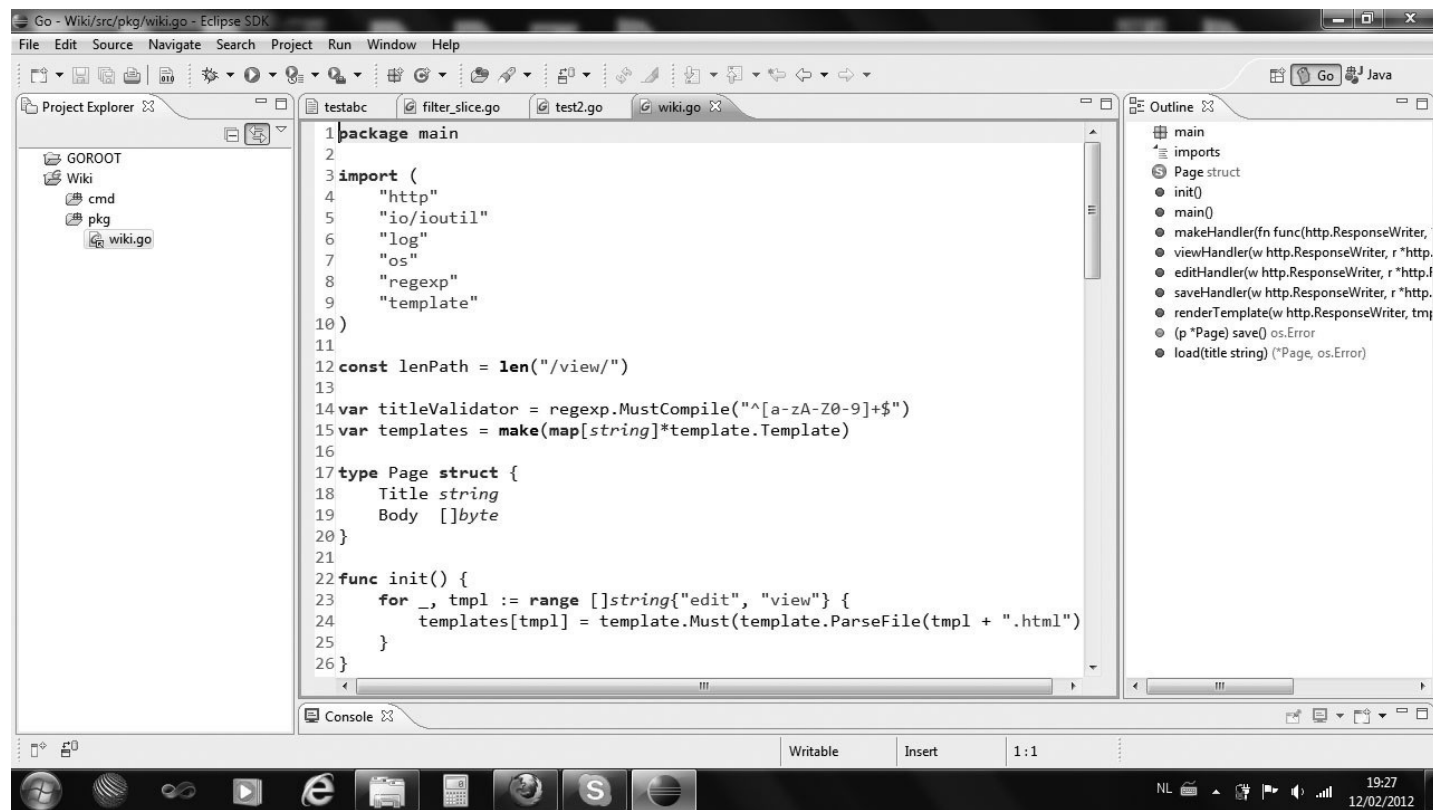 Go - Wiki/src/pkg/wiki.go - Eclipse SDK
File Edit Source Navigate Search Project Run Window Help
Go Java
Project Explorer
GOROOT
Wiki
cmd
pkg
wiki.go
testabc filter_slice.go test2.go wiki.go
1 package main
2
3 import (
4     "http"
5     "io/ioutil"
6     "log"
7     "os"
8     "regexp"
9     "template"
10 )
11
12 const lenPath = len("/view/")
13
14 var titleValidator = regexp.MustCompile("^[a-zA-Z0-9]+$")
15 var templates = make(map[string]*template.Template)
16
17 type Page struct {
18     Title string
19     Body  []byte
20 }
21
22 func init() {
23     for _, tmpl := range []string{"edit", "view"} {
24         templates[tmpl] = template.Must(template.ParseFile(tmpl + ".html")
25     }
26 }
Outline
main
imports
Page struct
init()
main()
makeHandler(fn func(http.ResponseWriter,
viewHandler(w http.ResponseWriter, r *http.
editHandler(w http.ResponseWriter, r *http.
saveHandler(w http.ResponseWriter, r *http.
renderTemplate(w http.ResponseWriter,
(p *Page) save() os.Error
load(title string) (*Page, os.Error)
Console
Writable Insert 1:1
NL 19:27
12/02/2012